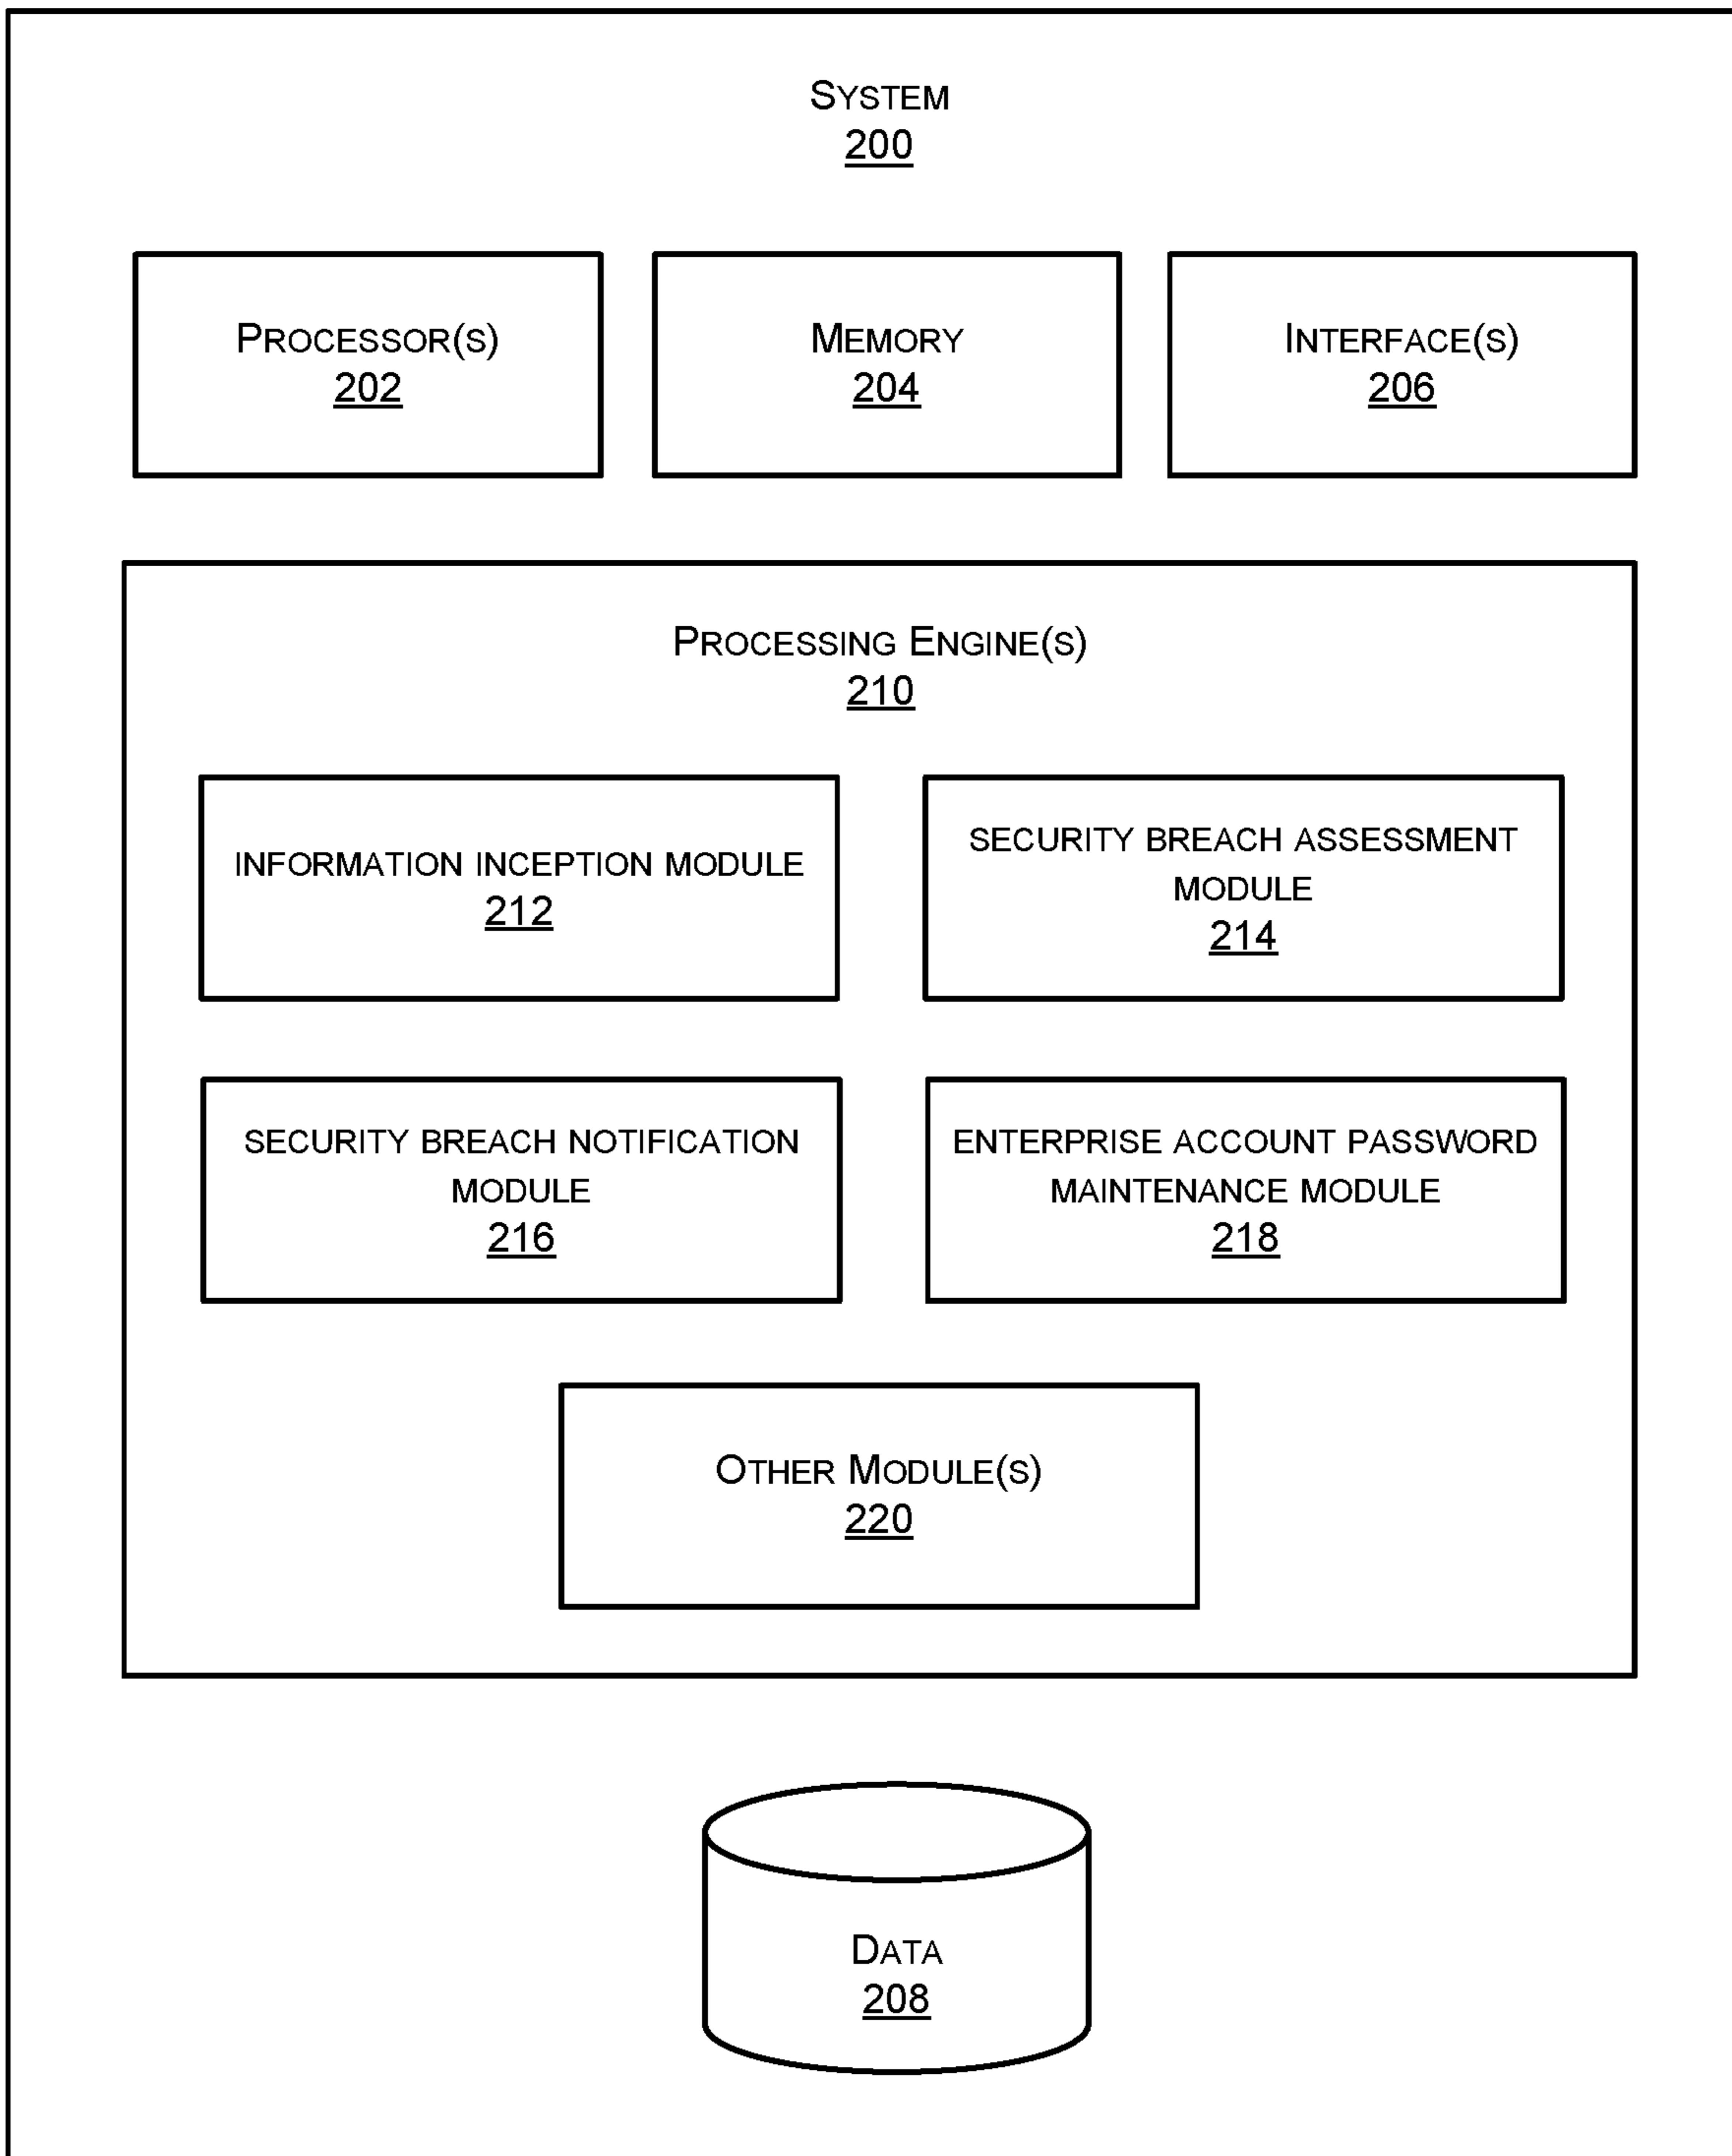 SYSTEM
200
PROCESSOR(S)
202
MEMORY
204
INTERFACE(S)
206
PROCESSING ENGINE(S)
210
INFORMATION INCEPTION MODULE
212
SECURITY BREACH ASSESSMENT
MODULE
214
SECURITY BREACH NOTIFICATION
MODULE
216
ENTERPRISE ACCOUNT PASSWORD
MAINTENANCE MODULE
218
OTHER MODULE(S)
220
DATA
208